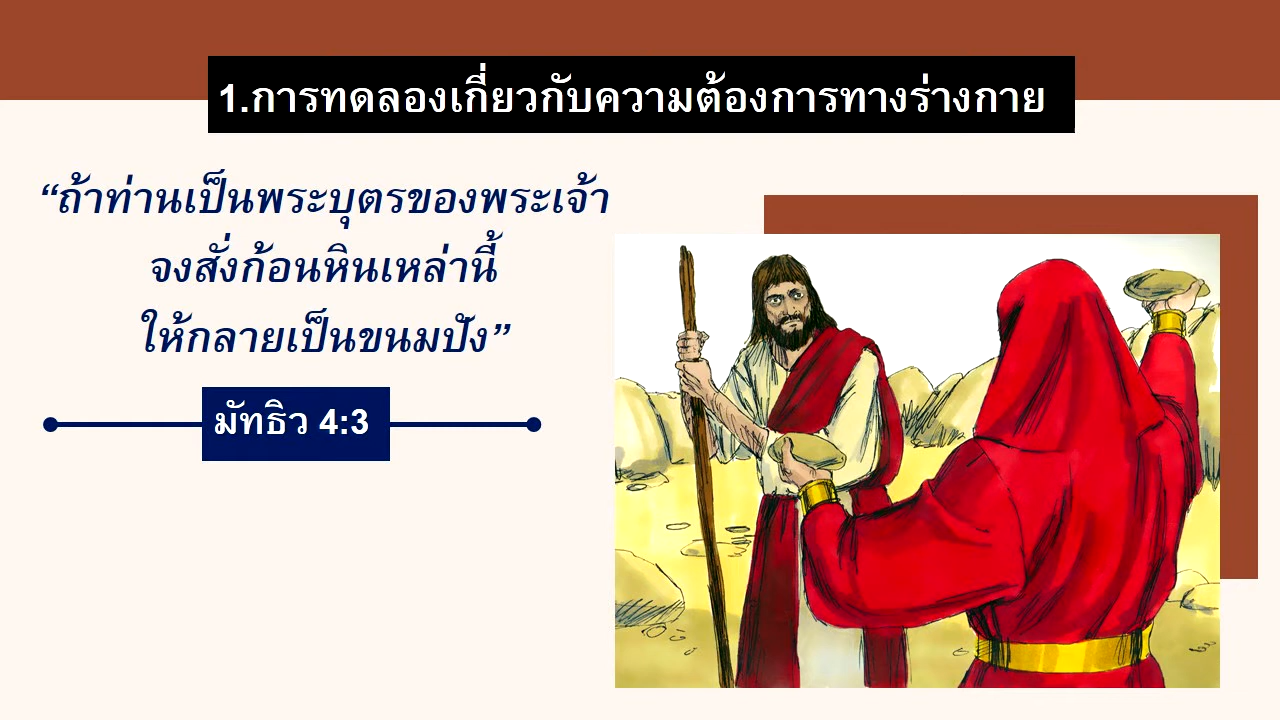 1.การทดลองเกี่ยวกับความต้องการทางร่างกาย
“ถ้าท่านเป็นพระบุตรของพระเจ้า
จงสั่งก้อนหินเหล่านี้
ให้กลายเป็นขนมปัง”
มัทธิว 4:3